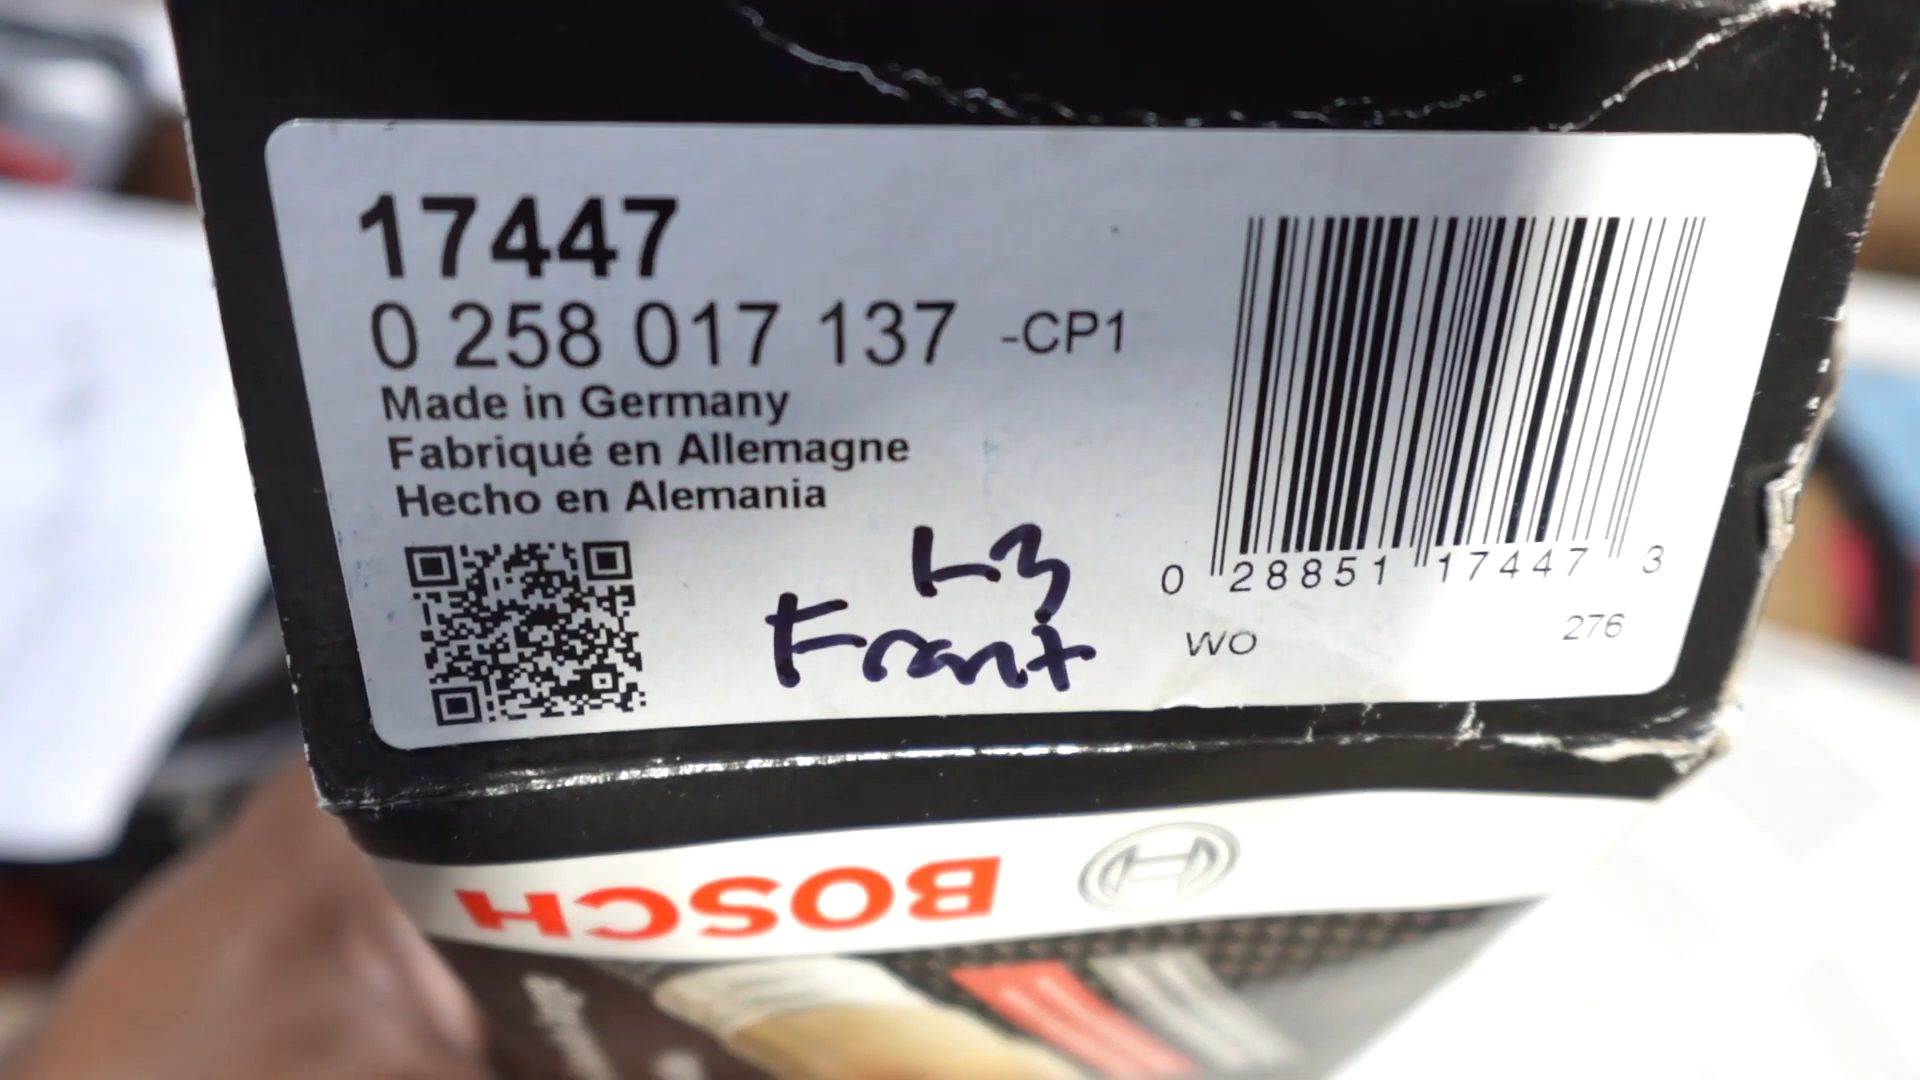 17447
0 258 017 137 -CP1
Made in Germany
Fabriqué en Allemagne
Hecho en Alemania
L3
Front
0 28851 17447 3
WO 276
BOSCH